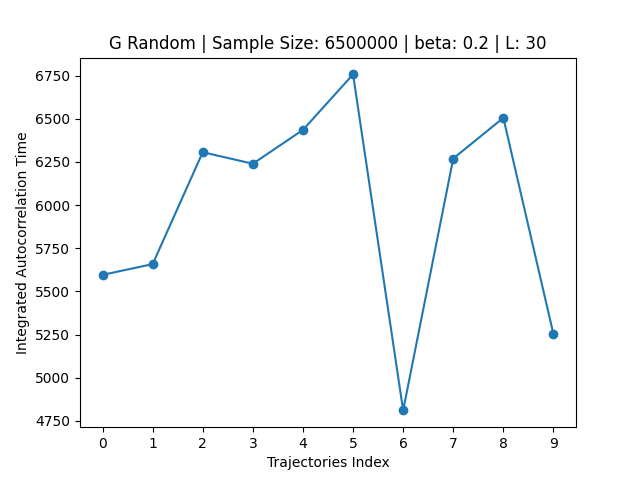 G Random | Sample Size: 6500000 | beta: 0.2 | L: 30
Integrated Autocorrelation Time
6750
6500
6250
6000
5750
5500
5250
5000
4750
0 1 2 3 4 5 6 7 8 9
Trajectories Index